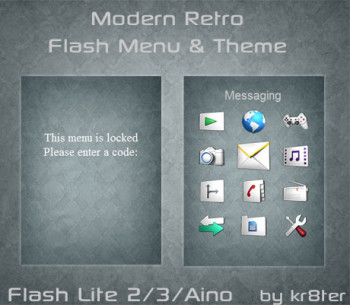 Modern Retro
Flash Menu & Theme
This menu is locked
Please enter a code:
Messaging
Flash Lite 2/3/Aino
by kr8ter